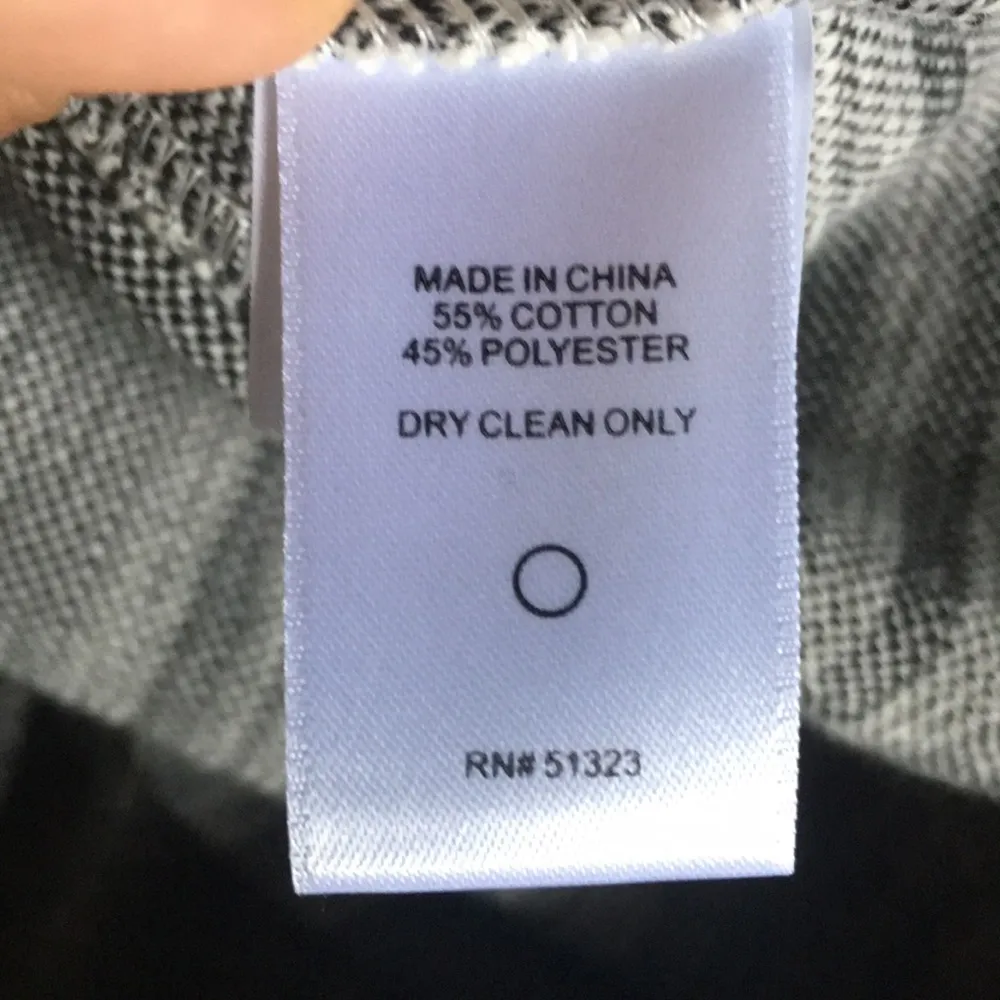 MADE IN CHINA
55% COTTON
45% POLYESTER
DRY CLEAN ONLY
RN# 51323